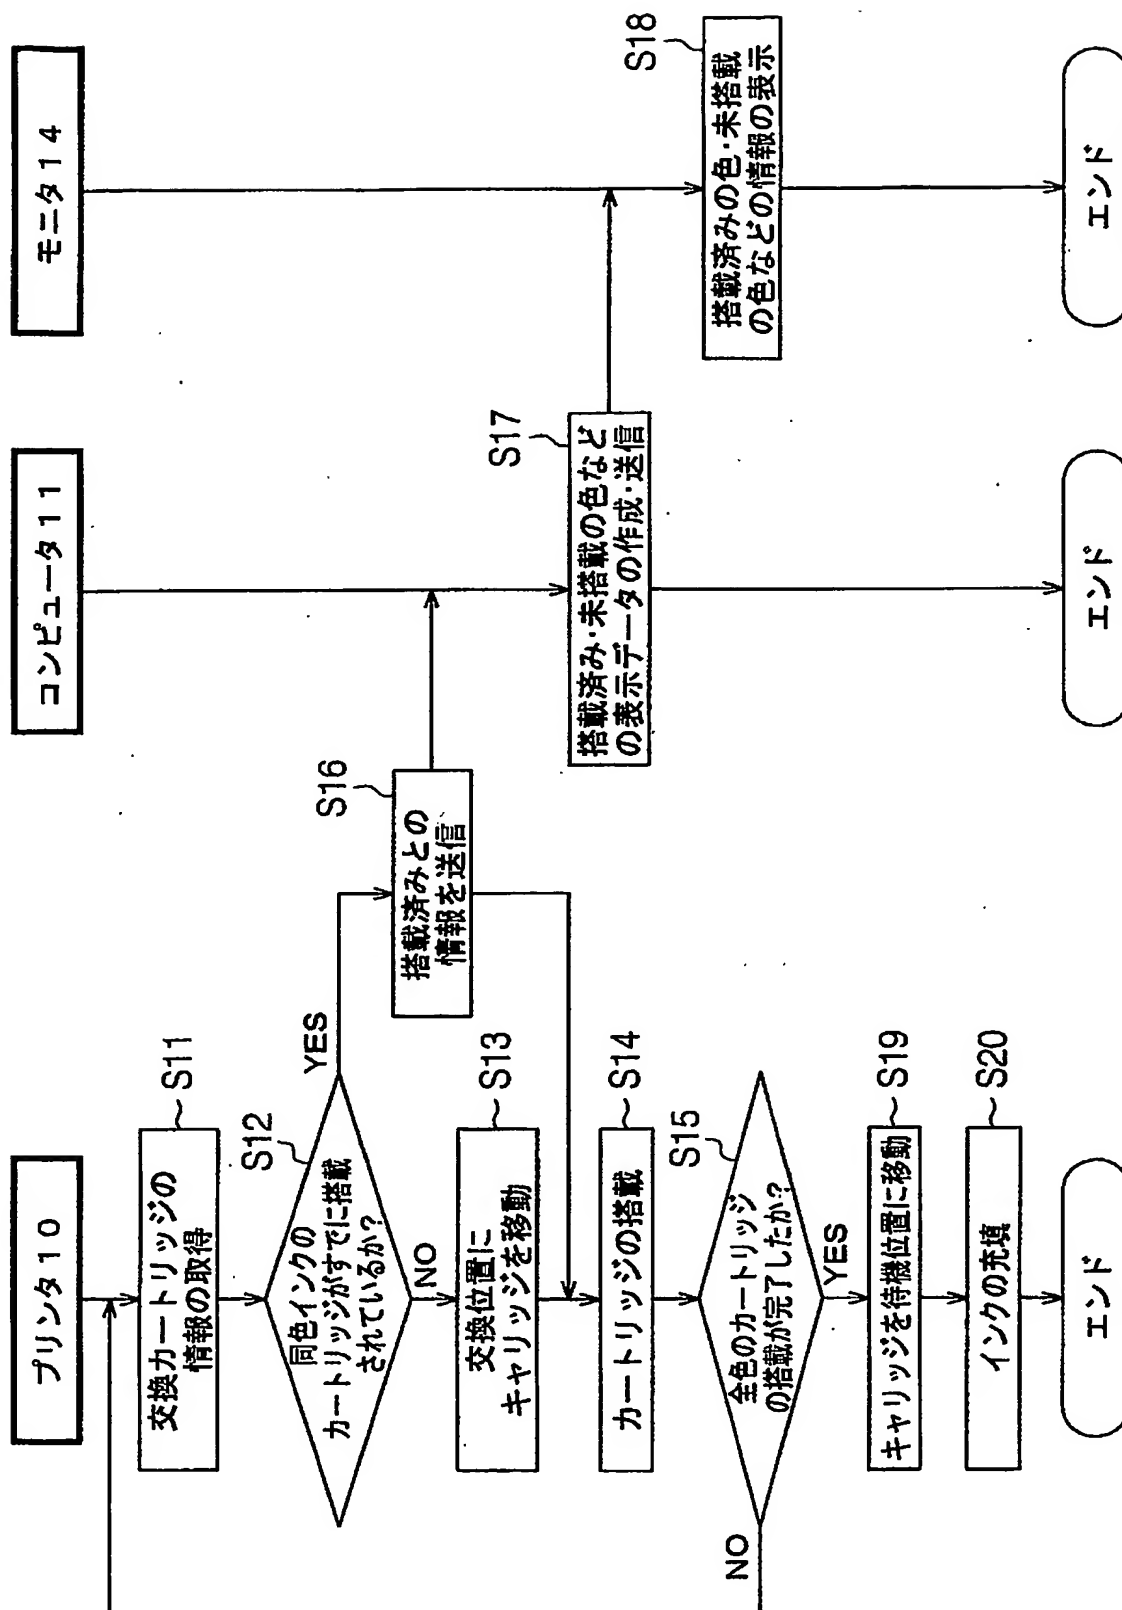 プリンタ10
コンピュータ11
モニタ14
交換カートリッジの
情報の取得
S11
同色インクの
カートリッジがすでに搭載
されているか?
S12
YES
NO
搭載済みとの
情報を送信
S16
交換位置に
キャリッジを移動
S13
搭載済み・未搭載の色など
の表示データの作成・送信
S17
カートリッジの搭載
S14
搭載済みの色・未搭載
の色などの情報の表示
S18
全色のカートリッジ
の搭載が完了したか?
S15
NO
YES
キャリッジを待機位置に移動
S19
インクの充填
S20
エンド
エンド
エンド